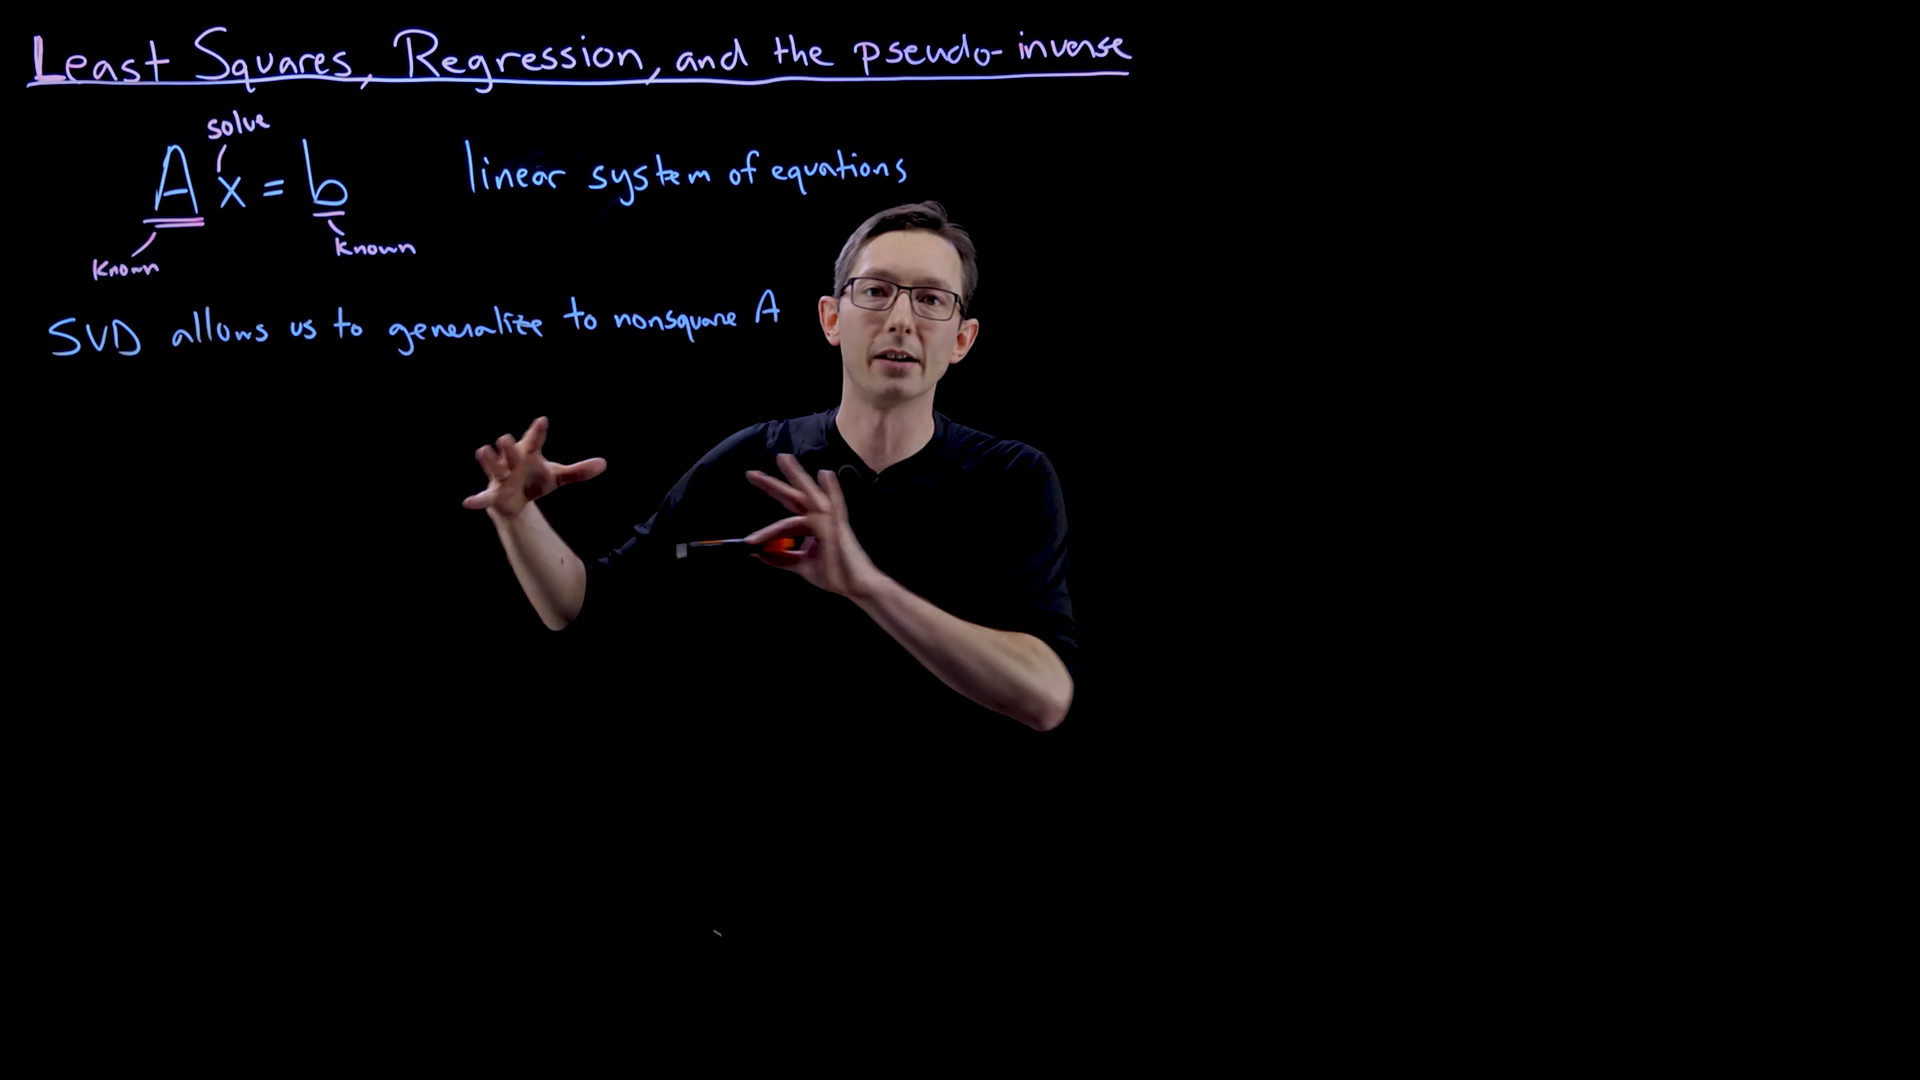 Least Squares, Regression, and the pseudo-inverse
solve
A x = b
linear system of equations
Known
Known
SVD allows us to generalize to nonsquare A